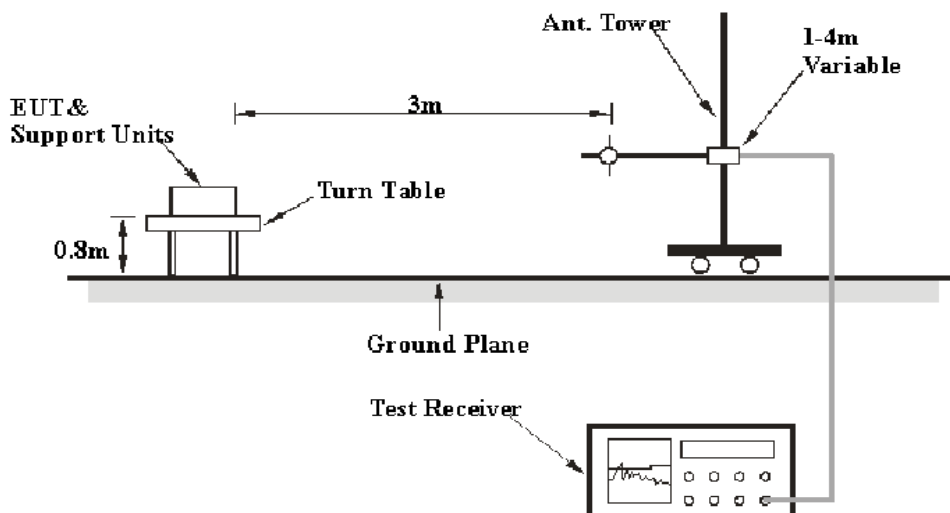 Ant. Tower
1-4m
Variable
3m
EUT&
Support Units
Turn Table
0.8m
Ground Plane
Test Receiver